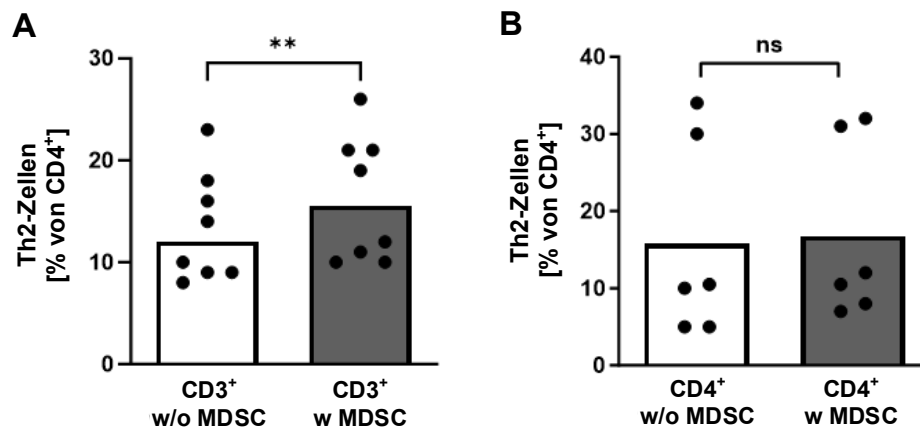 A
**
30
20
10
0
Th2-Zellen
[% von CD4⁺]
CD3⁺
w/o MDSC
CD3⁺
w MDSC
B
ns
40
30
20
10
0
Th2-Zellen
[% von CD4⁺]
CD4⁺
w/o MDSC
CD4⁺
w MDSC